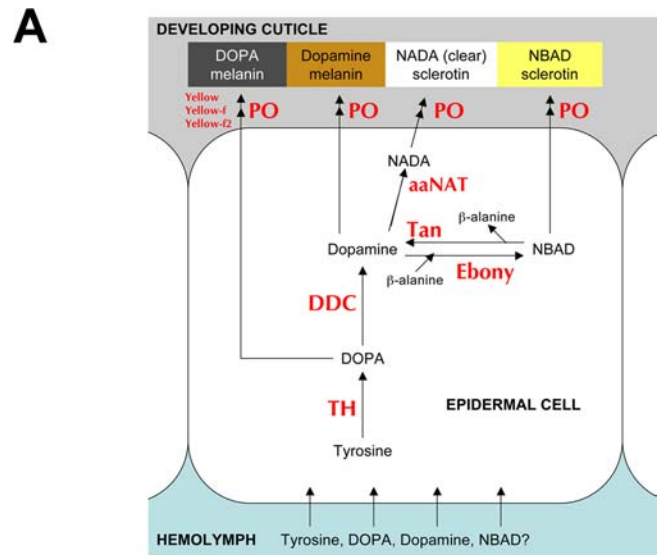 A
DEVELOPING CUTICLE
DOPA
melanin
Dopamine
melanin
NADA (clear)
sclerotin
NBAD
sclerotin
Yellow
Yellow-f
Yellow-f2
PO
PO
PO
PO
NADA
aaNAT
Tan
β-alanine
Dopamine
NBAD
β-alanine
Ebony
DDC
DOPA
TH
EPIDERMAL CELL
Tyrosine
HEMOLYMPH
Tyrosine, DOPA, Dopamine, NBAD?